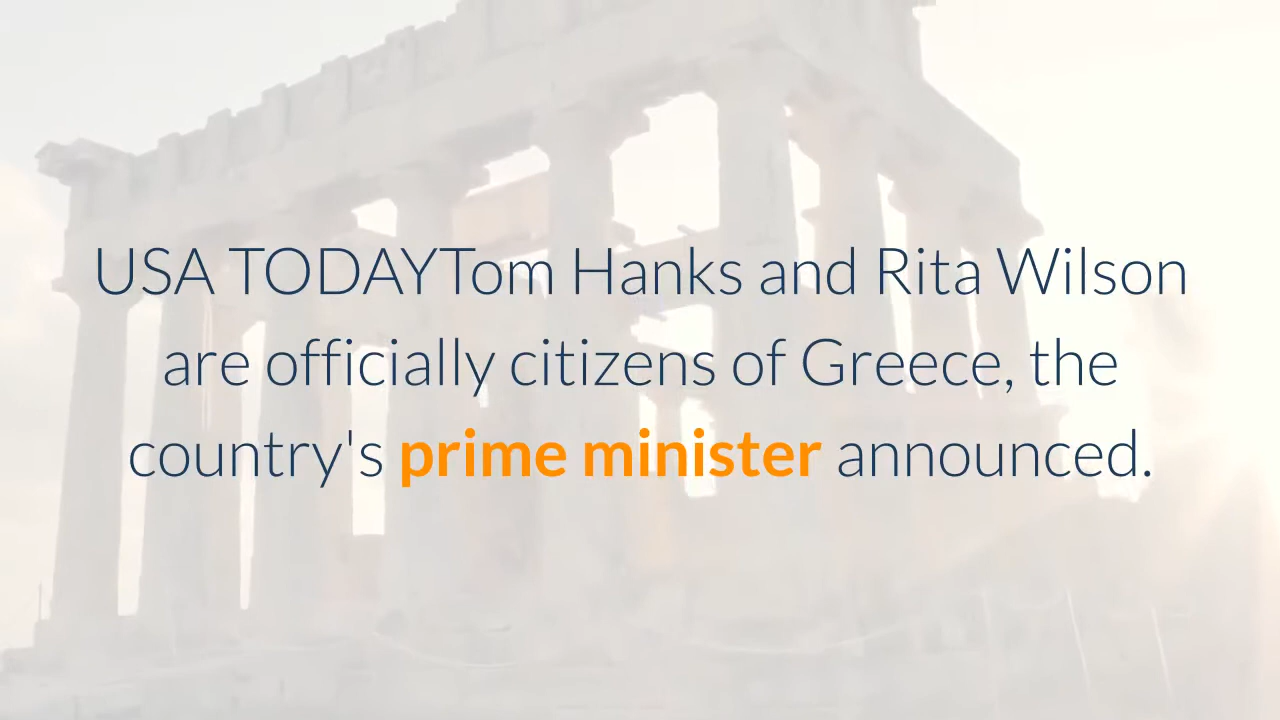 USA TODAYTom Hanks and Rita Wilson
are officially citizens of Greece, the
country's prime minister announced.